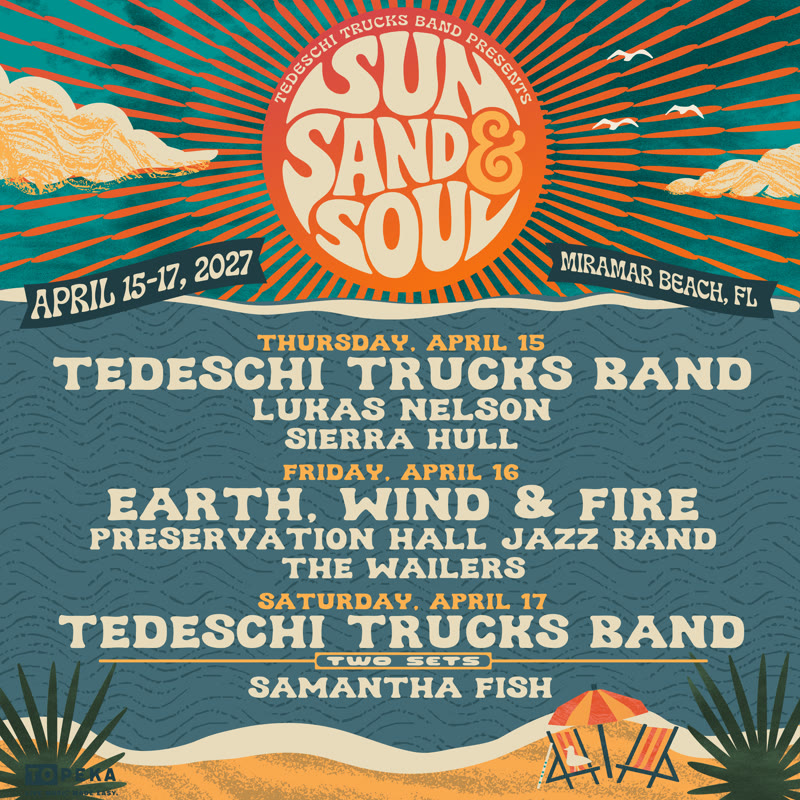 TEDESCHI TRUCKS BAND PRESENTS
SUN
SAND &
SOUL
APRIL 15-17, 2027
MIRAMAR BEACH, FL
THURSDAY, APRIL 15
TEDESCHI TRUCKS BAND
LUKAS NELSON
SIERRA HULL
FRIDAY, APRIL 16
EARTH, WIND & FIRE
PRESERVATION HALL JAZZ BAND
THE WAILERS
SATURDAY, APRIL 17
TEDESCHI TRUCKS BAND
TWO SETS
SAMANTHA FISH
TOPEKA
EASY.